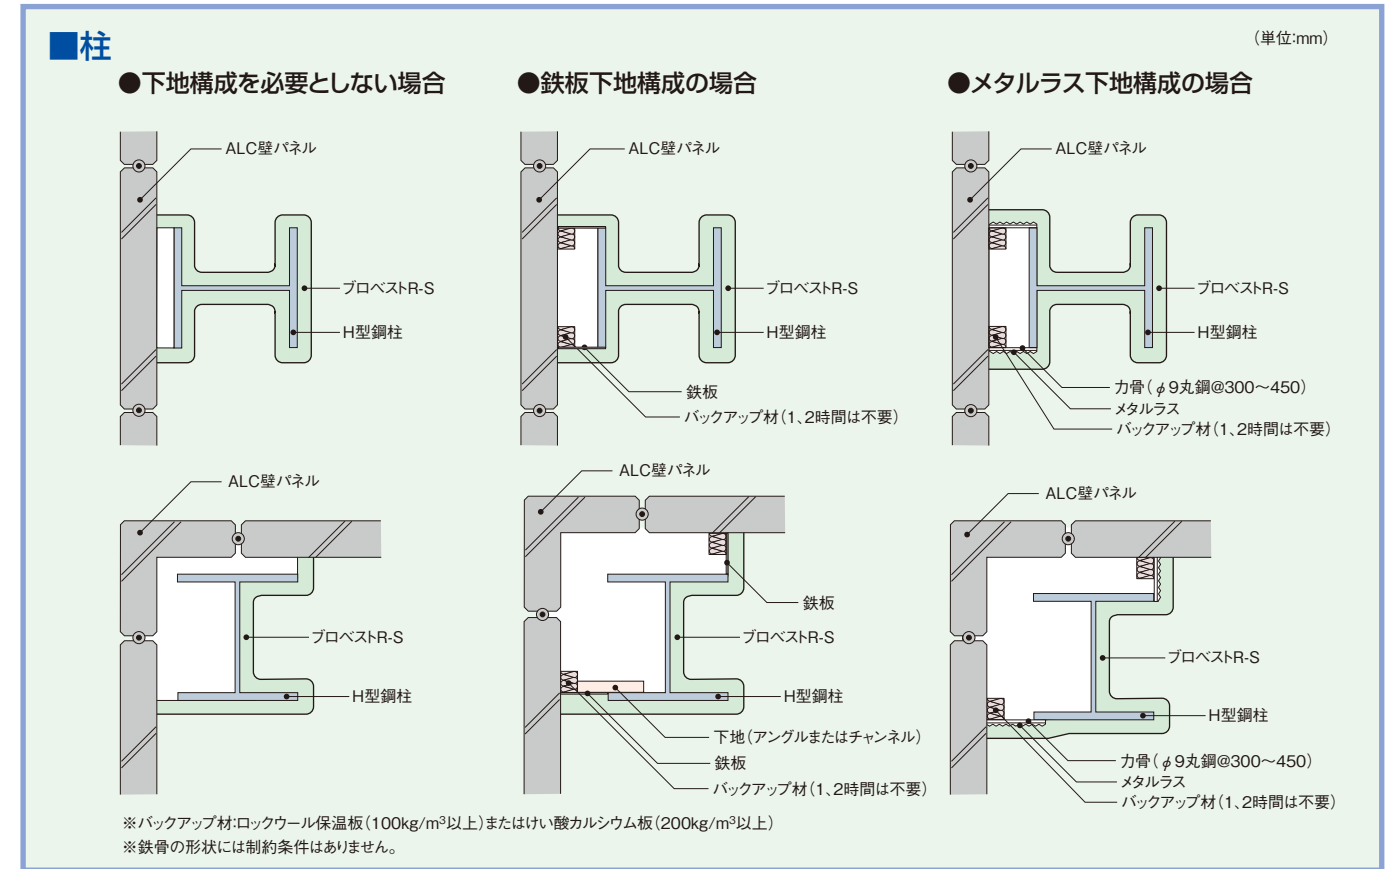 ■柱
(単位:mm)
●下地構成を必要としない場合
●鉄板下地構成の場合
●メタルラス下地構成の場合
ALC壁パネル
ブロベストR-S
H型鋼柱
ALC壁パネル
ブロベストR-S
H型鋼柱
鉄板
バックアップ材(1、2時間は不要)
ALC壁パネル
ブロベストR-S
H型鋼柱
力骨(φ9丸鋼@300〜450)
メタルラス
バックアップ材(1、2時間は不要)
ALC壁パネル
ブロベストR-S
H型鋼柱
ALC壁パネル
鉄板
ブロベストR-S
H型鋼柱
下地(アングルまたはチャンネル)
鉄板
バックアップ材(1、2時間は不要)
ALC壁パネル
ブロベストR-S
H型鋼柱
力骨(φ9丸鋼@300〜450)
メタルラス
バックアップ材(1、2時間は不要)
※バックアップ材:ロックウール保温板(100kg/m³以上)またはけい酸カルシウム板(200kg/m³以上)
※鉄骨の形状には制約条件はありません。